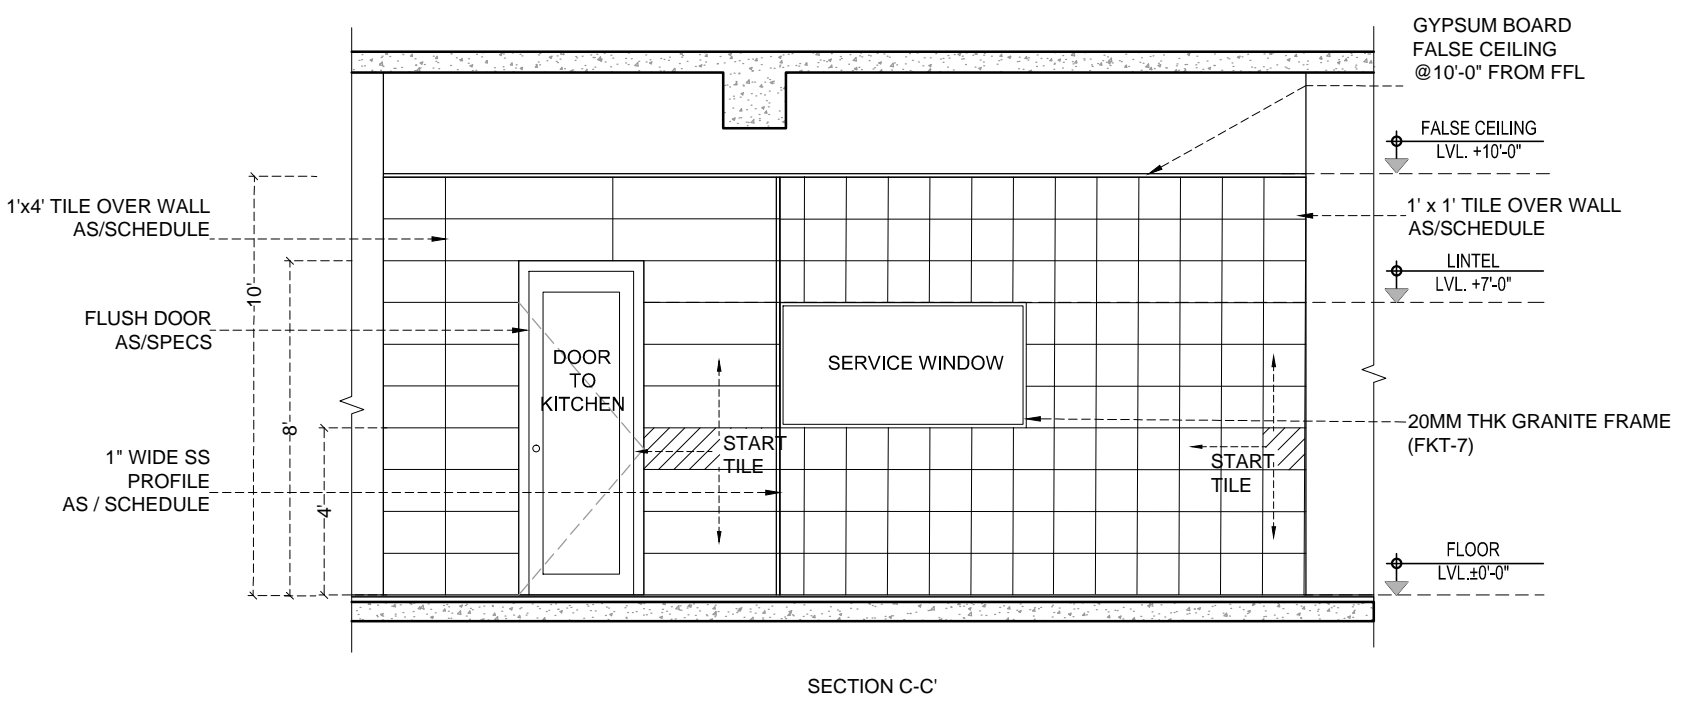 GYPSUM BOARD
FALSE CEILING
@10'-0" FROM FFL
FALSE CEILING
LVL. +10'-0"
1'x4' TILE OVER WALL
AS/SCHEDULE
1' x 1' TILE OVER WALL
AS/SCHEDULE
LINTEL
LVL. +7'-0"
10'
FLUSH DOOR
AS/SPECS
DOOR
TO
KITCHEN
SERVICE WINDOW
8'
20MM THK GRANITE FRAME
(FKT-7)
START
TILE
START
TILE
1" WIDE SS
PROFILE
AS / SCHEDULE
4'
FLOOR
LVL.±0'-0"
SECTION C-C'